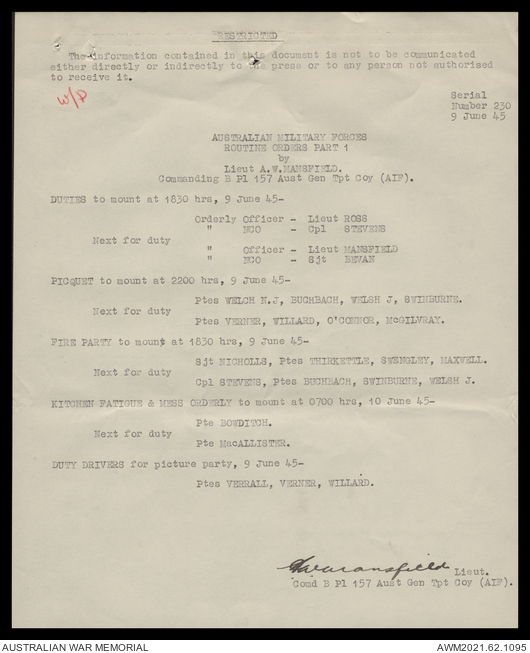 RESTRICTED
The information contained in this document is not to be communicated
either directly or indirectly to the press or to any person not authorised
to receive it.
W/D
Serial
Number 230
9 June 45
AUSTRALIAN MILITARY FORCES
ROUTINE ORDERS PART 1
by
Lieut A.W.MANSFIELD.
Commanding B Pl 157 Aust Gen Tpt Coy (AIF).
DUTIES to mount at 1830 hrs, 9 June 45-
Orderly Officer - Lieut ROSS
" NCO - Cpl STEVENS
Next for duty
" Officer - Lieut MANSFIELD
" NCO - Sjt BEVAN
PICQUET to mount at 2200 hrs, 9 June 45-
Ptes WELCH N.J, BUCHBACH, WELSH J, SWINBURNE.
Next for duty
Ptes VERNER, WILLARD, O'CONNOR, McGILVRAY.
FIRE PARTY to mount at 1830 hrs, 9 June 45-
Sjt NICHOLLS, Ptes THIRKETTLE, SWENGLEY, MAXWELL.
Next for duty
Cpl STEVENS, Ptes BUCHBACH, SWINBURNE, WELSH J.
KITCHEN FATIGUE & MESS ORDERLY to mount at 0700 hrs, 10 June 45-
Pte BOWDITCH.
Next for duty
Pte MacALLISTER.
DUTY DRIVERS for picture party, 9 June 45-
Ptes VERRALL, VERNER, WILLARD.
AWMansfield Lieut.
Comd B Pl 157 Aust Gen Tpt Coy (AIF).
AUSTRALIAN WAR MEMORIAL
AWM2021.62.1095